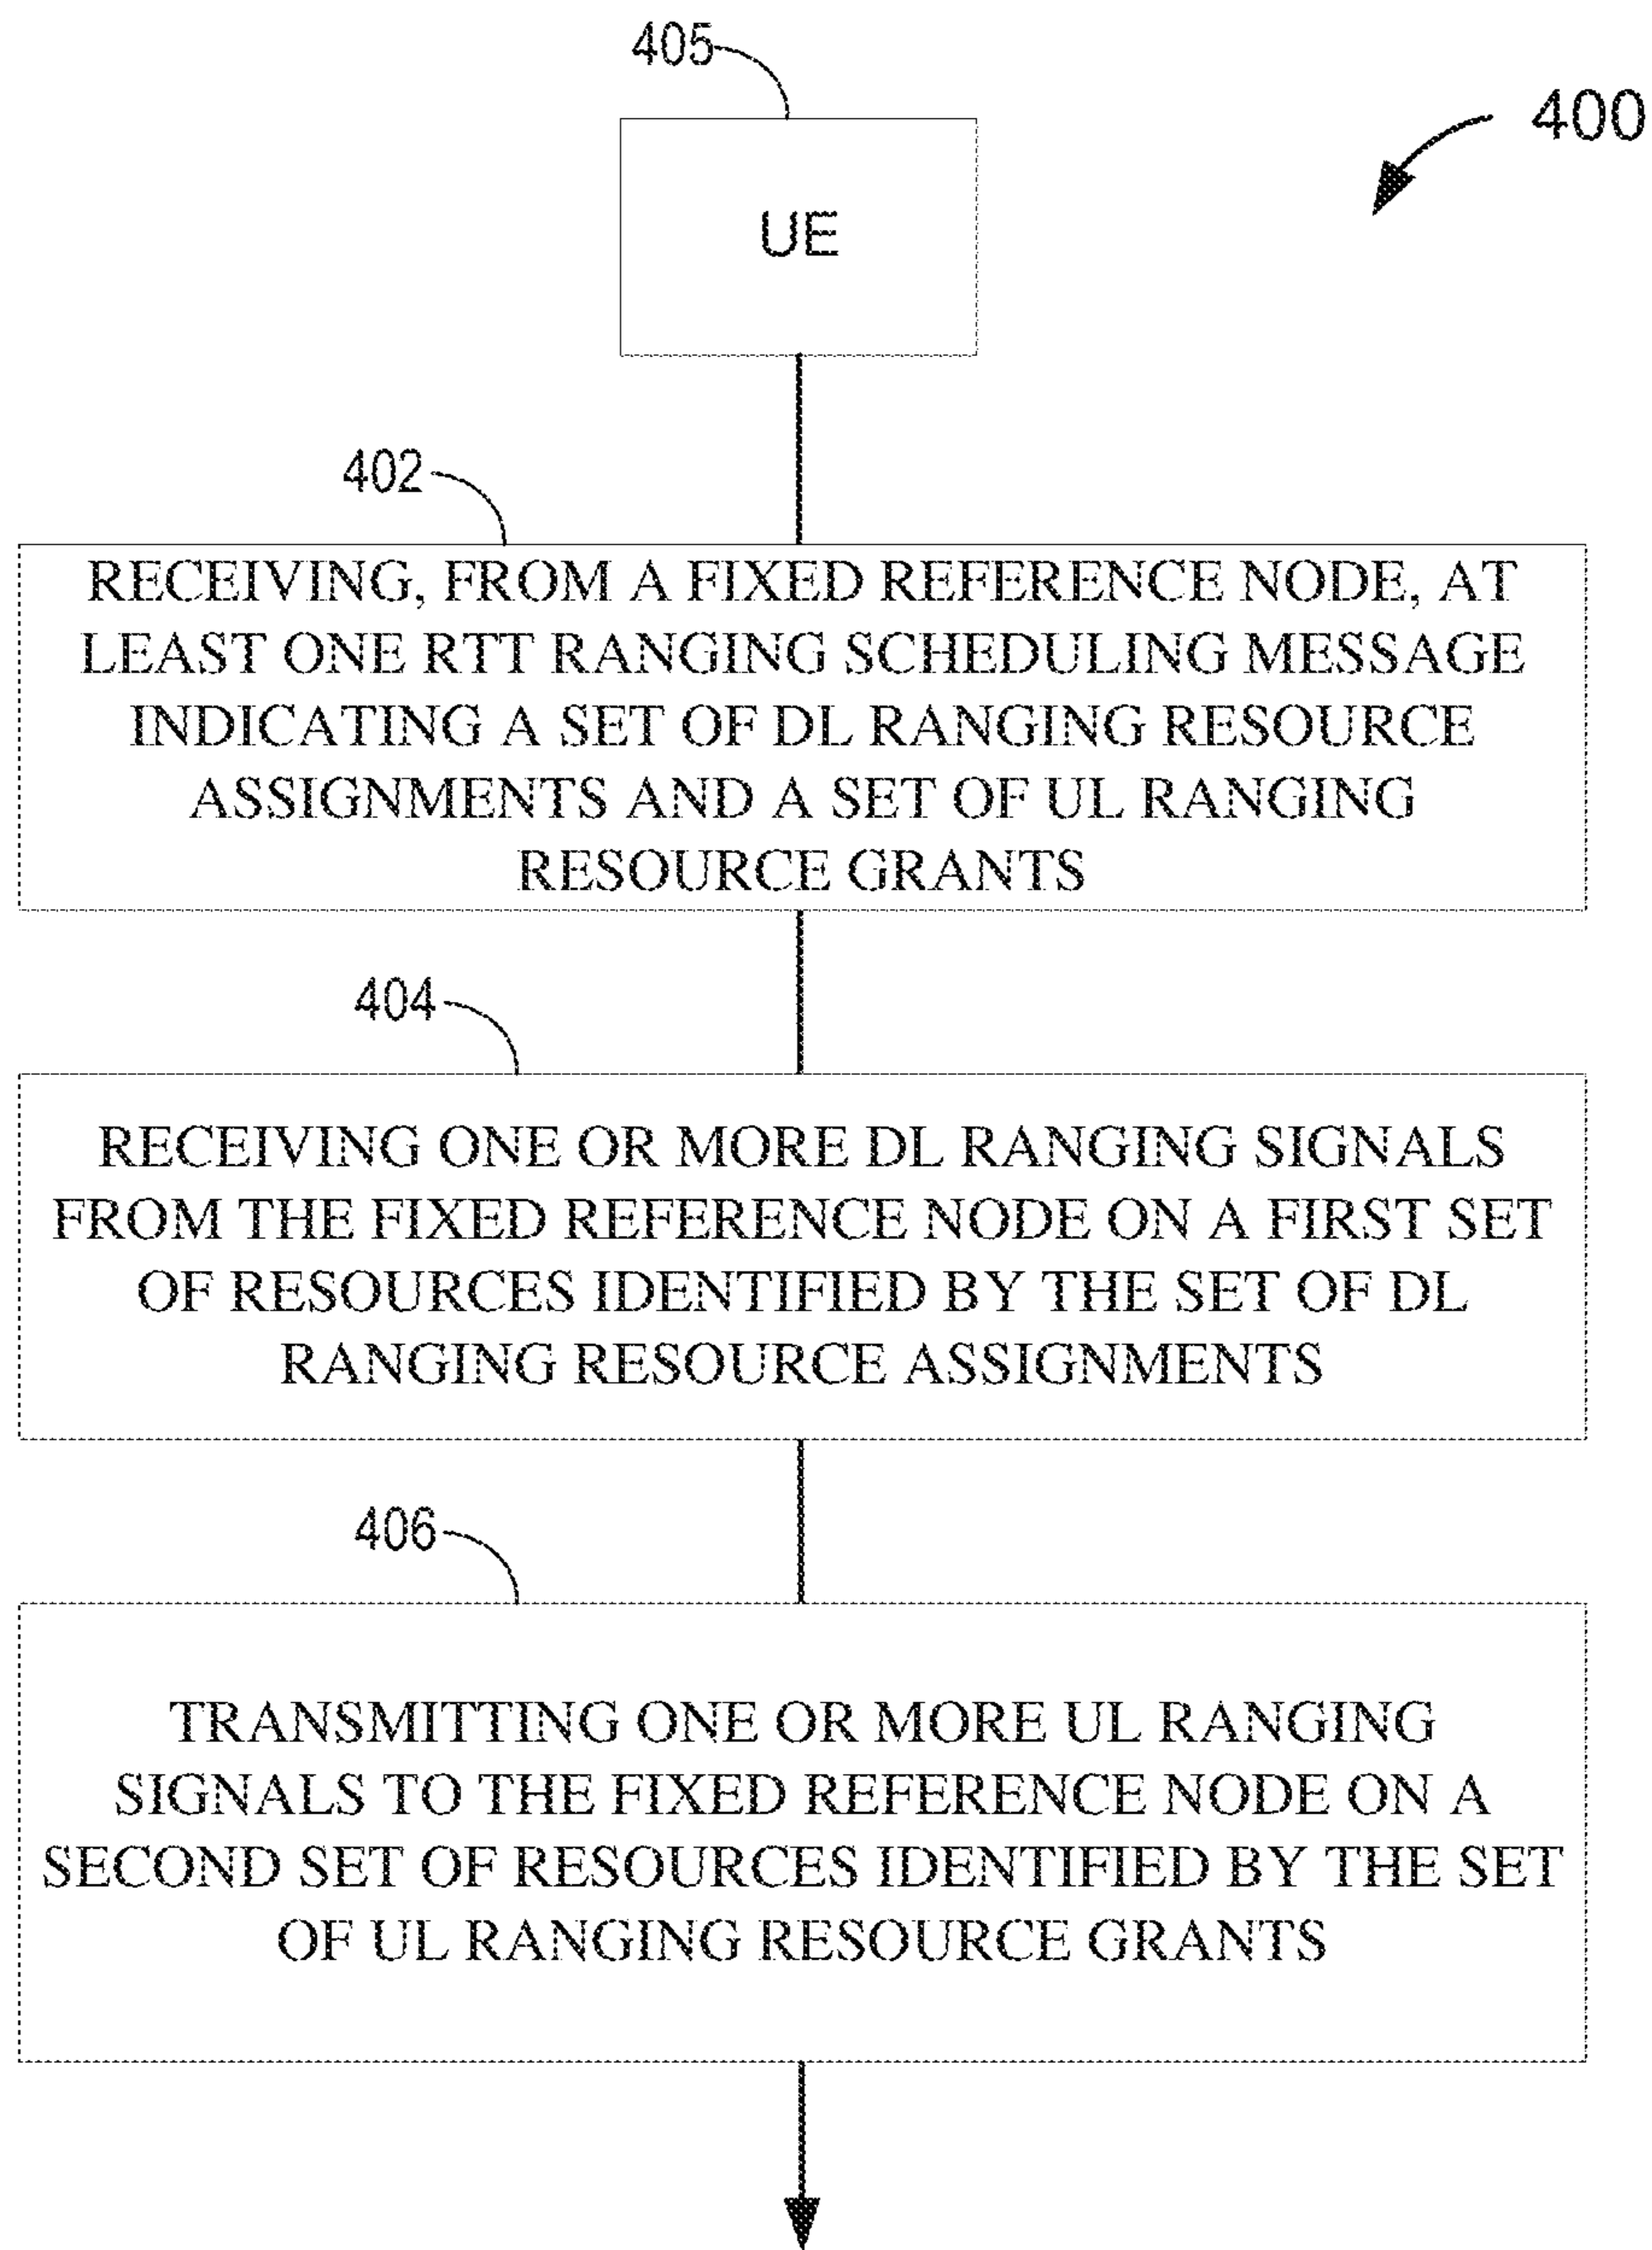 405
400
UE
402
RECEIVING, FROM A FIXED REFERENCE NODE, AT
LEAST ONE RTT RANGING SCHEDULING MESSAGE
INDICATING A SET OF DL RANGING RESOURCE
ASSIGNMENTS AND A SET OF UL RANGING
RESOURCE GRANTS
404
RECEIVING ONE OR MORE DL RANGING SIGNALS
FROM THE FIXED REFERENCE NODE ON A FIRST SET
OF RESOURCES IDENTIFIED BY THE SET OF DL
RANGING RESOURCE ASSIGNMENTS
406
TRANSMITTING ONE OR MORE UL RANGING
SIGNALS TO THE FIXED REFERENCE NODE ON A
SECOND SET OF RESOURCES IDENTIFIED BY THE SET
OF UL RANGING RESOURCE GRANTS